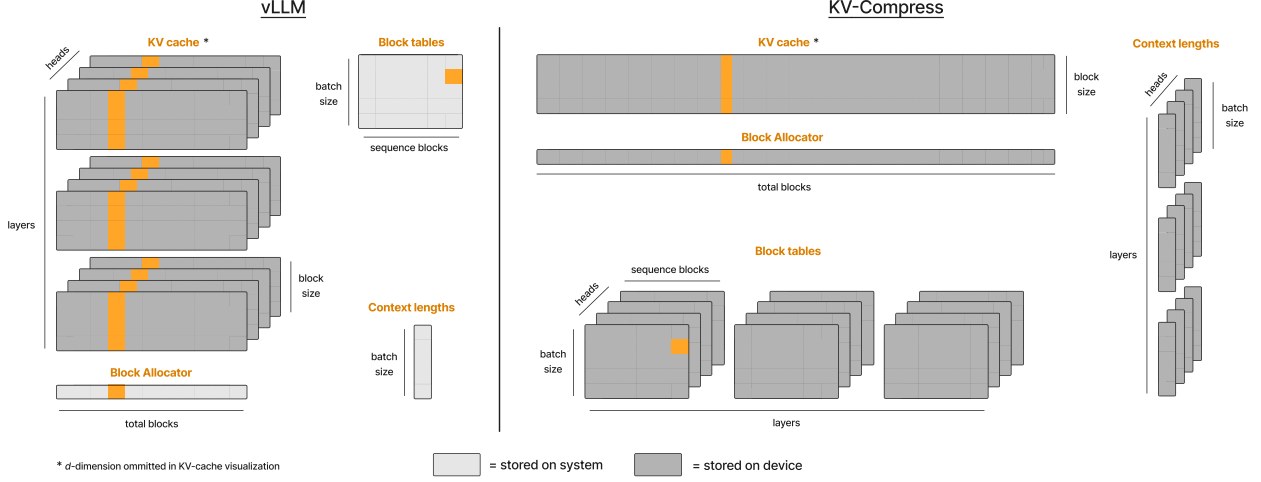 vLLM
KV cache *
heads
layers
block
size
Block Allocator
total blocks
* d-dimension ommitted in KV-cache visualization
Block tables
batch
size
sequence blocks
Context lengths
batch
size
KV-Compress
KV cache *
block
size
Block Allocator
total blocks
Block tables
sequence blocks
heads
batch
size
layers
Context lengths
heads
batch
size
layers
= stored on system
= stored on device